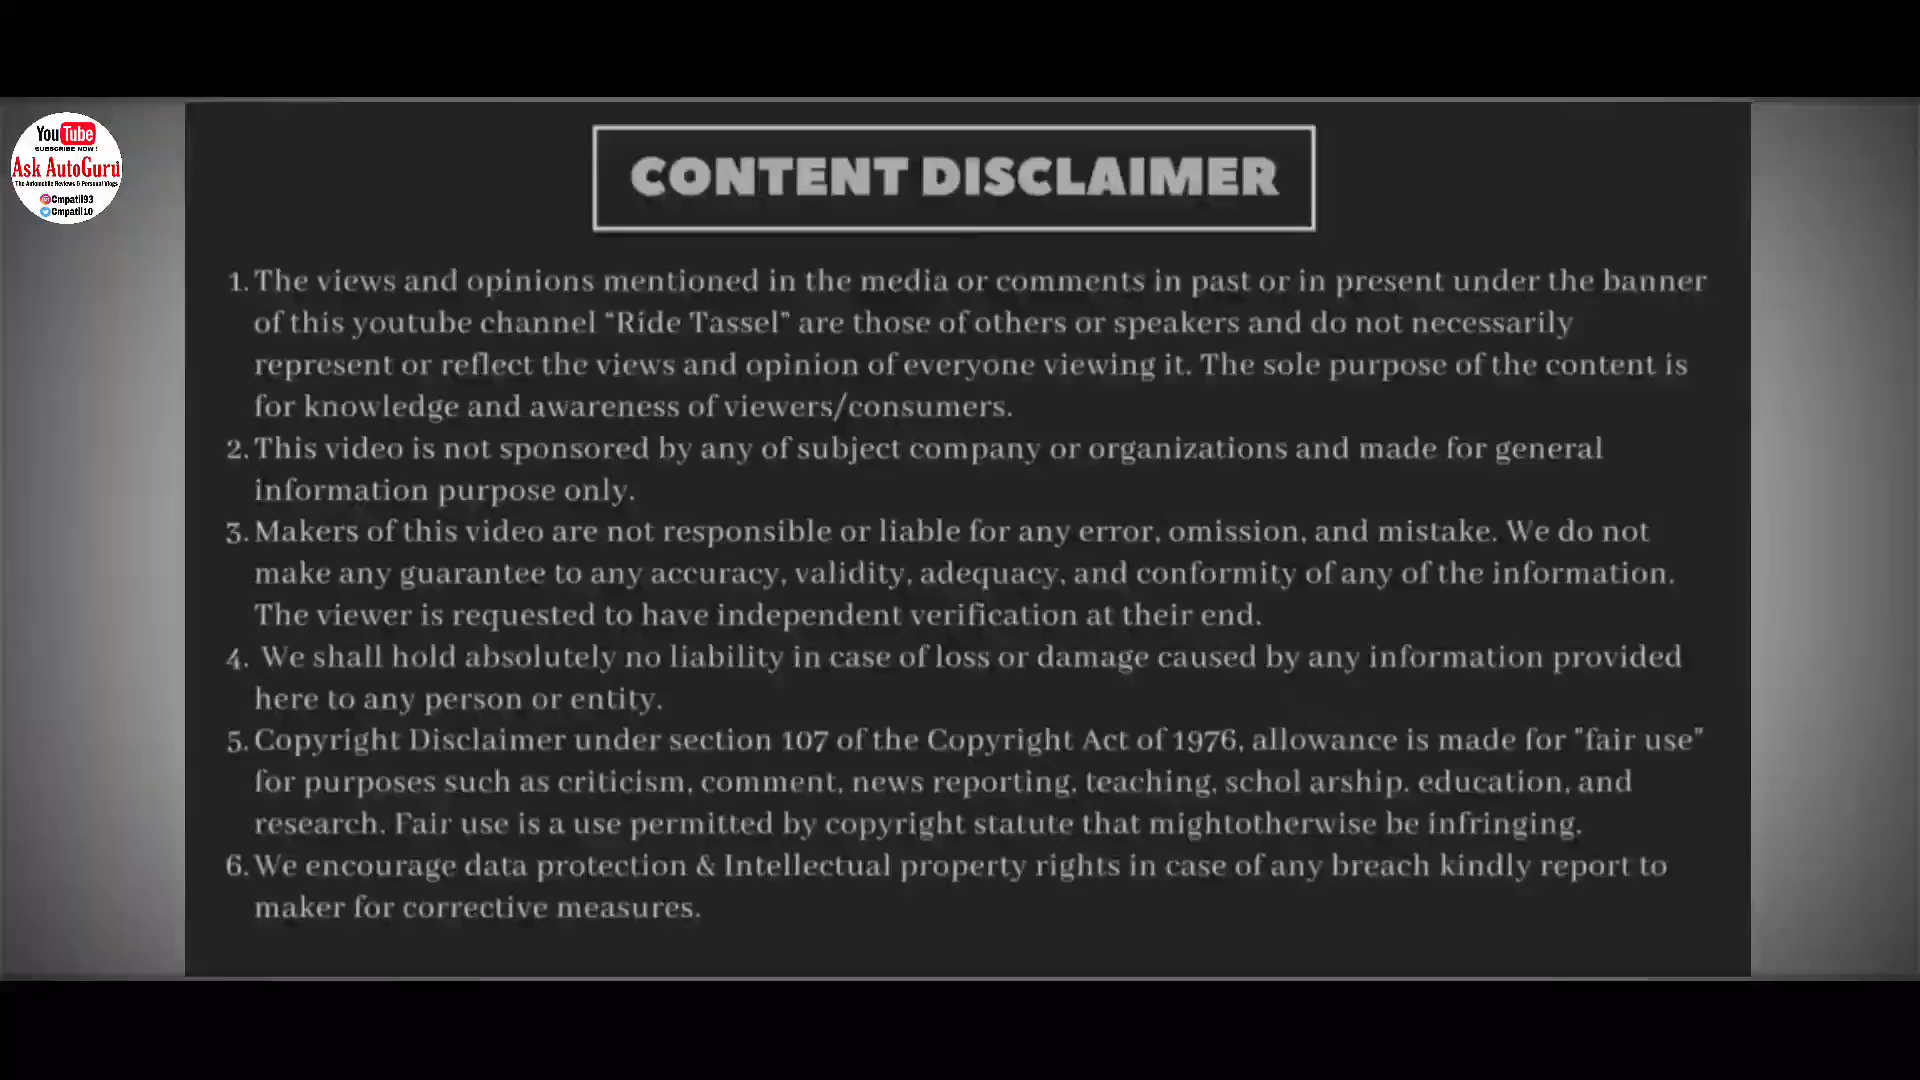 You Tube
SUBSCRIBE NOW!
Ask AutoGuru
The Automobile Reviews & Personal Vlogs
Cmpatil93
Cmpatil10
CONTENT DISCLAIMER
1. The views and opinions mentioned in the media or comments in past or in present under the banner
of this youtube channel “Ride Tassel” are those of others or speakers and do not necessarily
represent or reflect the views and opinion of everyone viewing it. The sole purpose of the content is
for knowledge and awareness of viewers/consumers.
2. This video is not sponsored by any of subject company or organizations and made for general
information purpose only.
3. Makers of this video are not responsible or liable for any error, omission, and mistake. We do not
make any guarantee to any accuracy, validity, adequacy, and conformity of any of the information.
The viewer is requested to have independent verification at their end.
4. We shall hold absolutely no liability in case of loss or damage caused by any information provided
here to any person or entity.
5. Copyright Disclaimer under section 107 of the Copyright Act of 1976, allowance is made for "fair use"
for purposes such as criticism, comment, news reporting, teaching, schol arship. education, and
research. Fair use is a use permitted by copyright statute that mightotherwise be infringing.
6. We encourage data protection & Intellectual property rights in case of any breach kindly report to
maker for corrective measures.